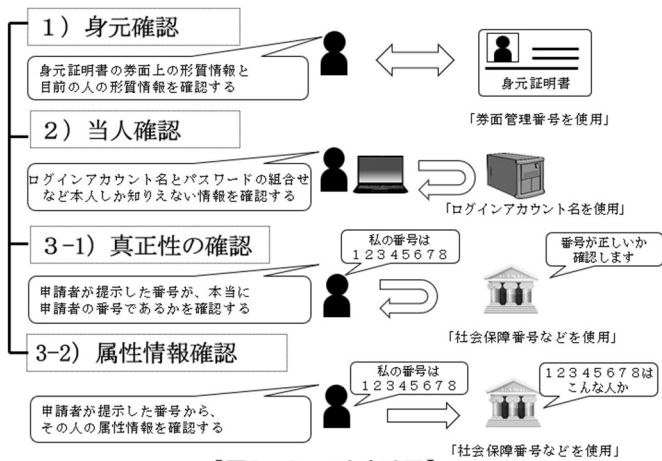 1）身元確認
身元証明書の券面上の形質情報と
目前の人の形質情報を確認する
身元証明書
「券面管理番号を使用」
2）当人確認
ログインアカウント名とパスワードの組合せ
など本人しか知りえない情報を確認する
「ログインアカウント名を使用」
3-1）真正性の確認
申請者が提示した番号が、本当に
申請者の番号であるかを確認する
私の番号は
１２３４５６７８
番号が正しいか
確認します
「社会保障番号などを使用」
3-2）属性情報確認
申請者が提示した番号から、
その人の属性情報を確認する
私の番号は
１２３４５６７８
１２３４５６７８は
こんな人か
「社会保障番号などを使用」